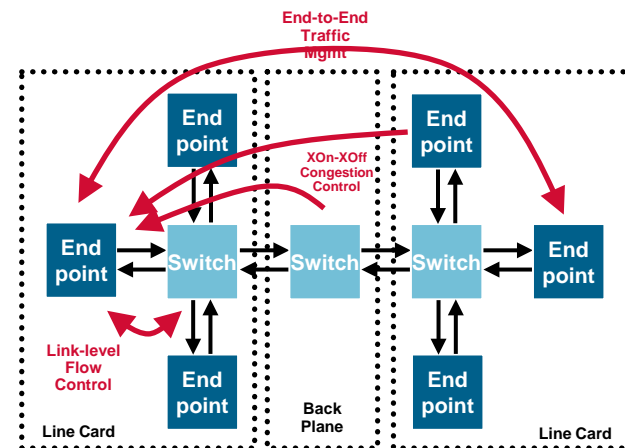 End-to-End
Traffic
Mgmt
End
point
End
point
XOn-XOff
Congestion
Control
End
point
Switch
Switch
Switch
End
point
Link-level
Flow
Control
End
point
End
point
Line Card
Back
Plane
Line Card